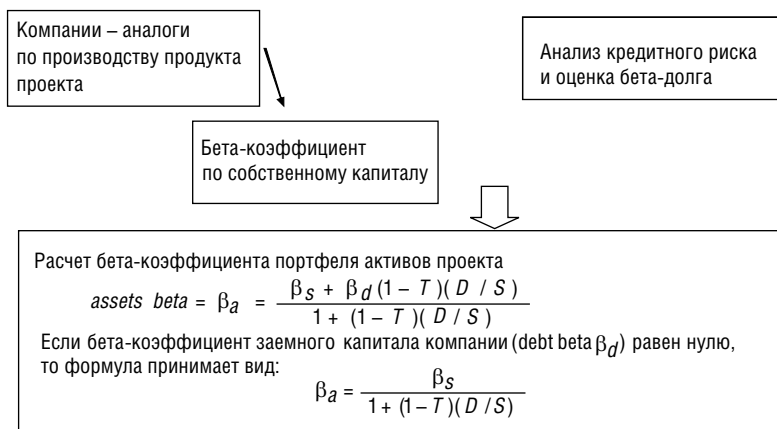 Компании – аналоги
по производству продукта
проекта
Анализ кредитного риска
и оценка бета-долга
Бета-коэффициент
по собственному капиталу
Расчет бета-коэффициента портфеля активов проекта
assets beta = βa = βs + βd (1 – T)( D / S ) / 1 + (1 – T )( D / S )
Если бета-коэффициент заемного капитала компании (debt beta βd) равен нулю,
то формула принимает вид:
βa = βs / 1 + (1 – T )( D / S)